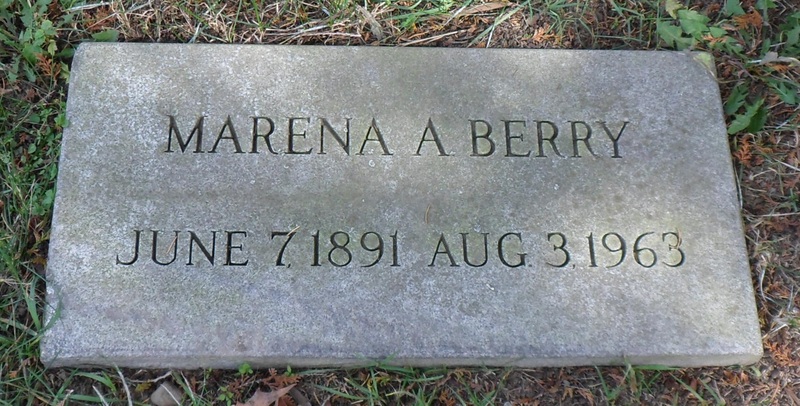 MARENA A. BERRY
JUNE 7, 1891 AUG. 3, 1963